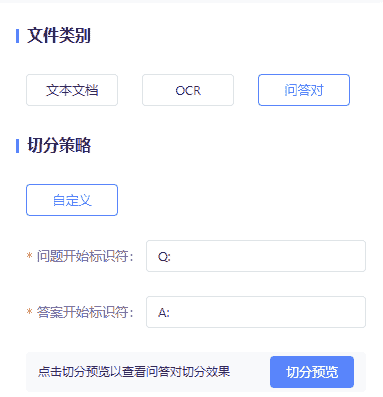 文件类别
文本文档 OCR 问答对
切分策略
自定义
* 问题开始标识符: Q:
* 答案开始标识符: A:
点击切分预览以查看问答对切分效果 切分预览